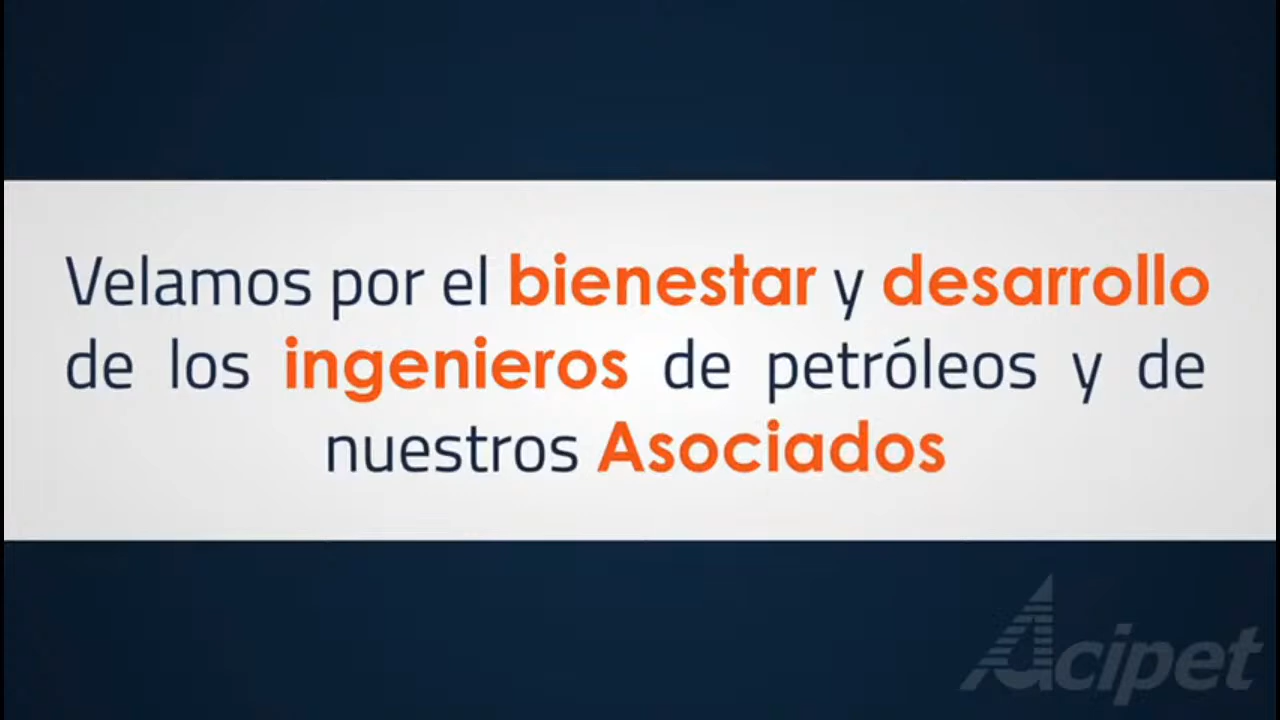 Velamos por el bienestar y desarrollo
de los ingenieros de petróleos y de
nuestros Asociados
Acipet